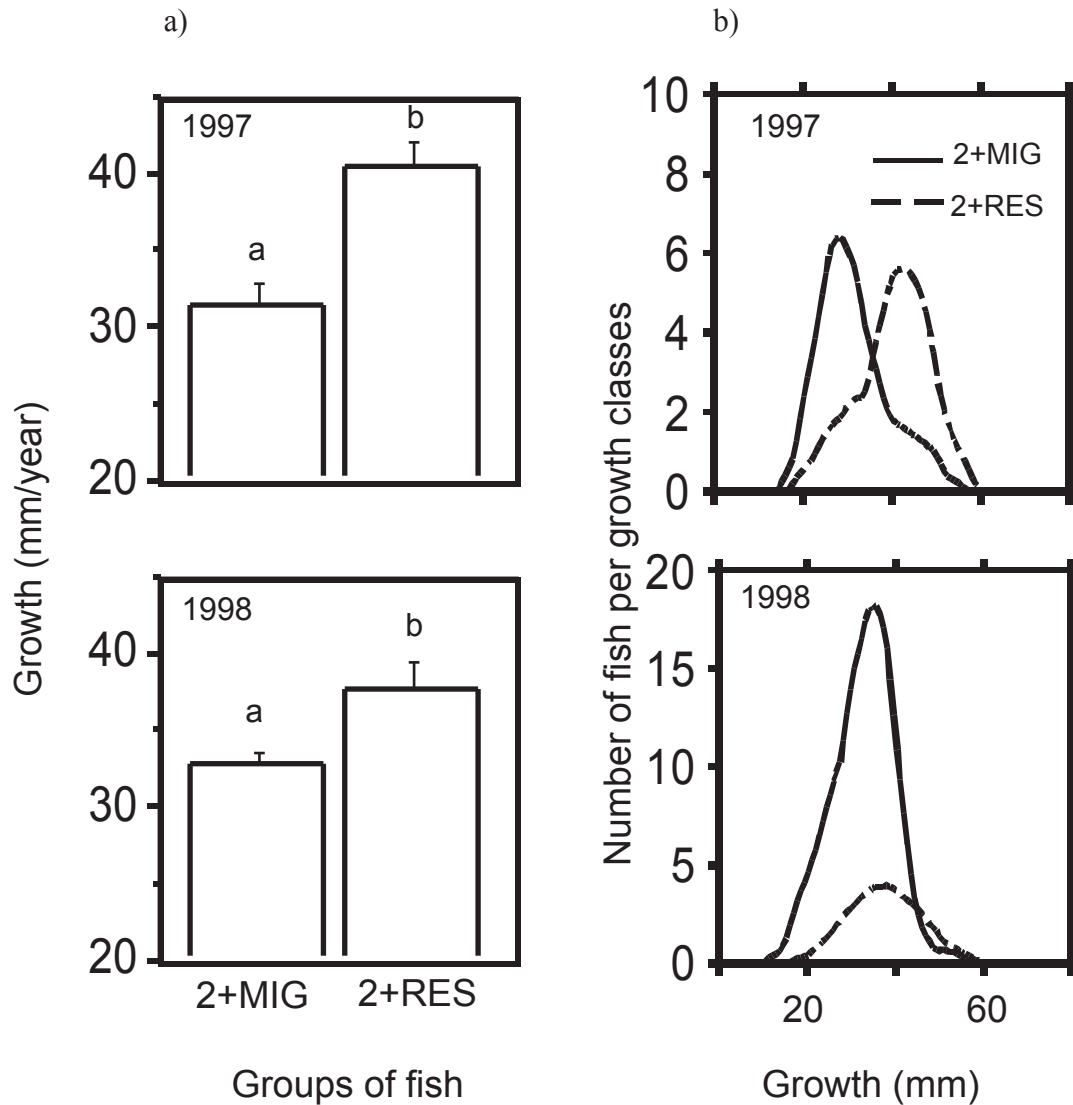 a)
b)
Growth (mm/year)
1997
40
30
20
a
b
1998
40
30
20
a
b
2+MIG
2+RES
Groups of fish
Number of fish per growth classes
1997
2+MIG
2+RES
10
8
6
4
2
0
1998
20
15
10
5
0
20
60
Growth (mm)